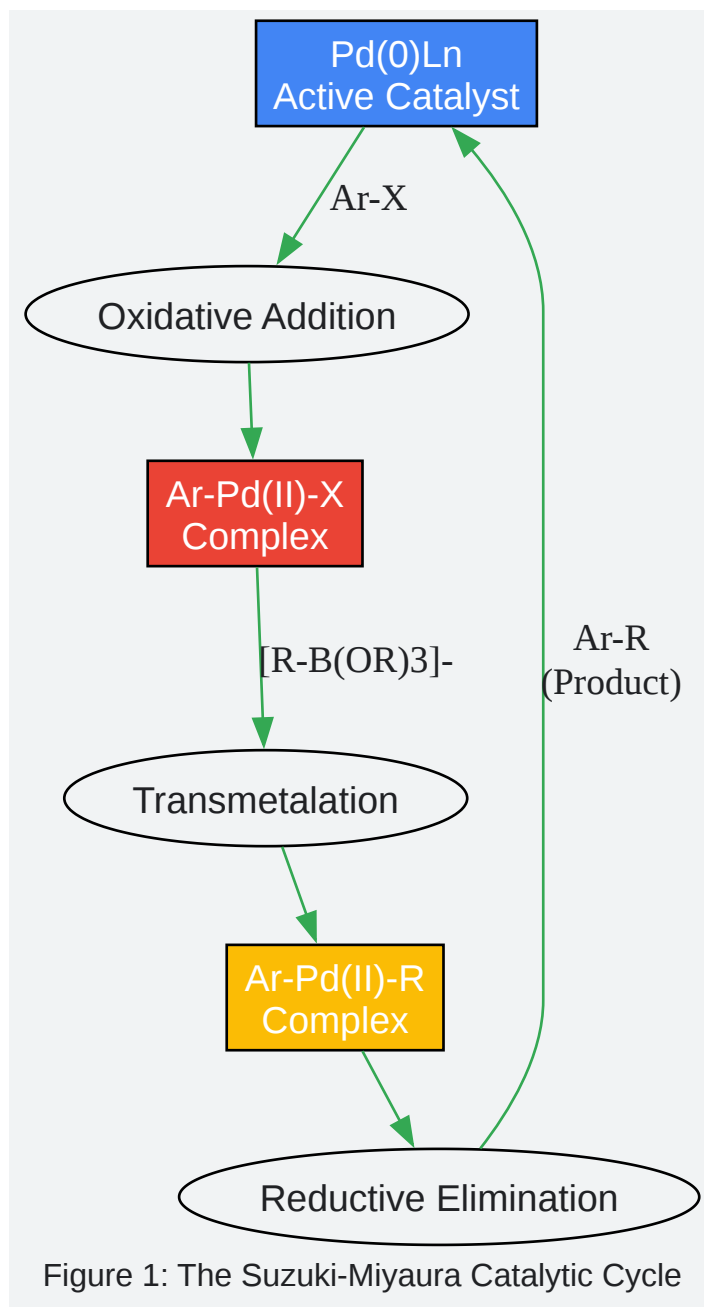 Pd(0)Ln
Active Catalyst
Ar-X
Oxidative Addition
Ar-Pd(II)-X
Complex
[R-B(OR)3]-
Ar-R
(Product)
Transmetalation
Ar-Pd(II)-R
Complex
Reductive Elimination
Figure 1: The Suzuki-Miyaura Catalytic Cycle